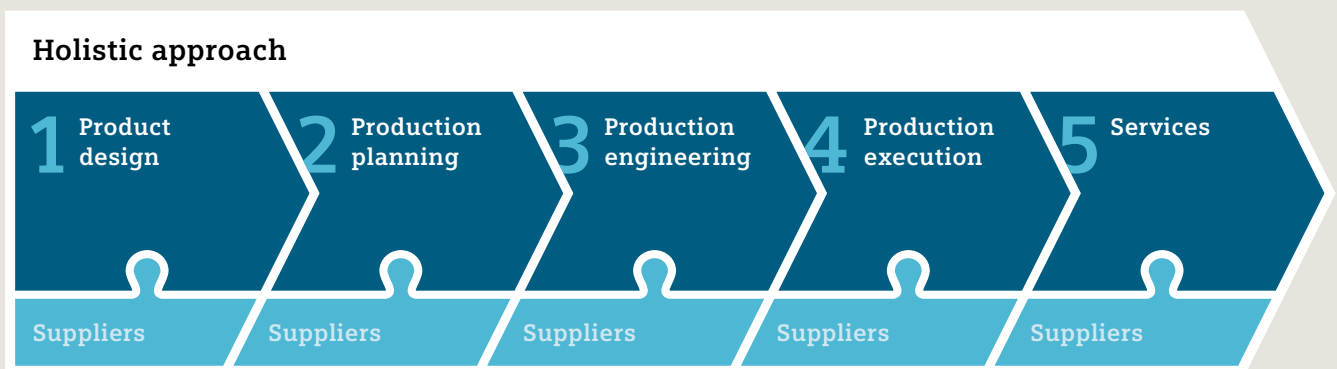 Holistic approach
1 Product
design
2 Production
planning
3 Production
engineering
4 Production
execution
5 Services
Suppliers
Suppliers
Suppliers
Suppliers
Suppliers